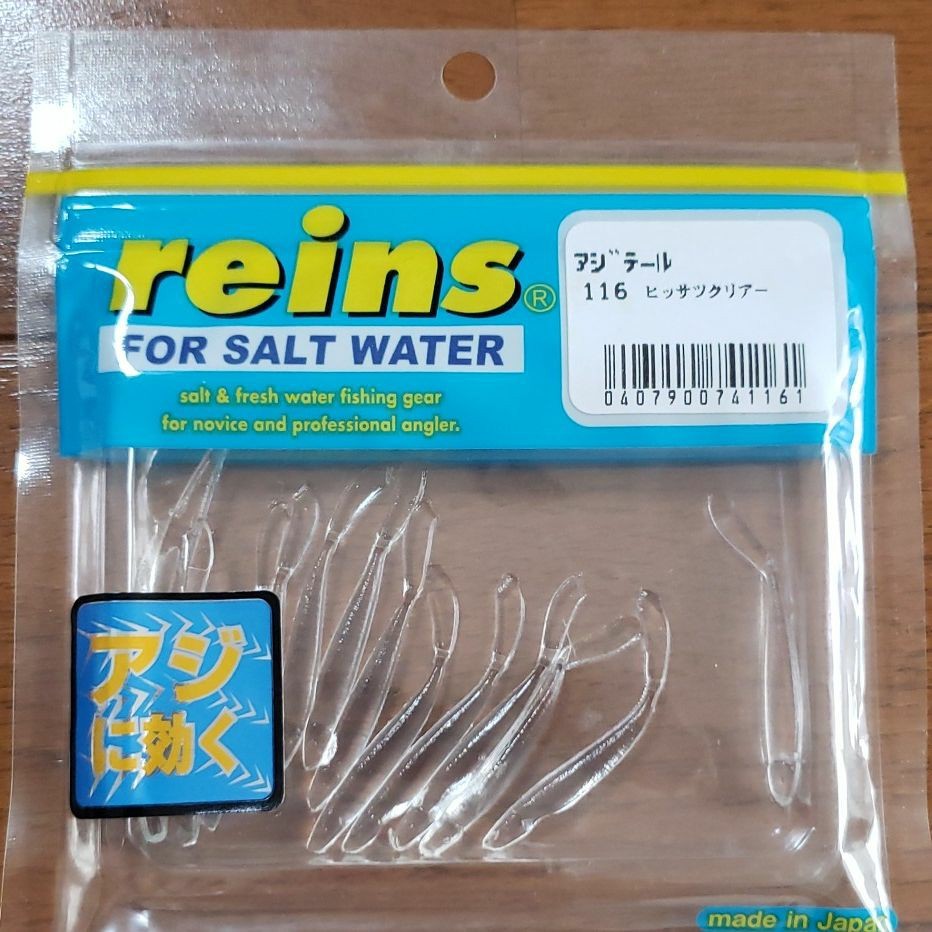 reins®
FOR SALT WATER
salt & fresh water fishing gear
for novice and professional angler.
アジテール
116 ヒッサツクリアー
0407900741161
アジ
に効く
made in Japan